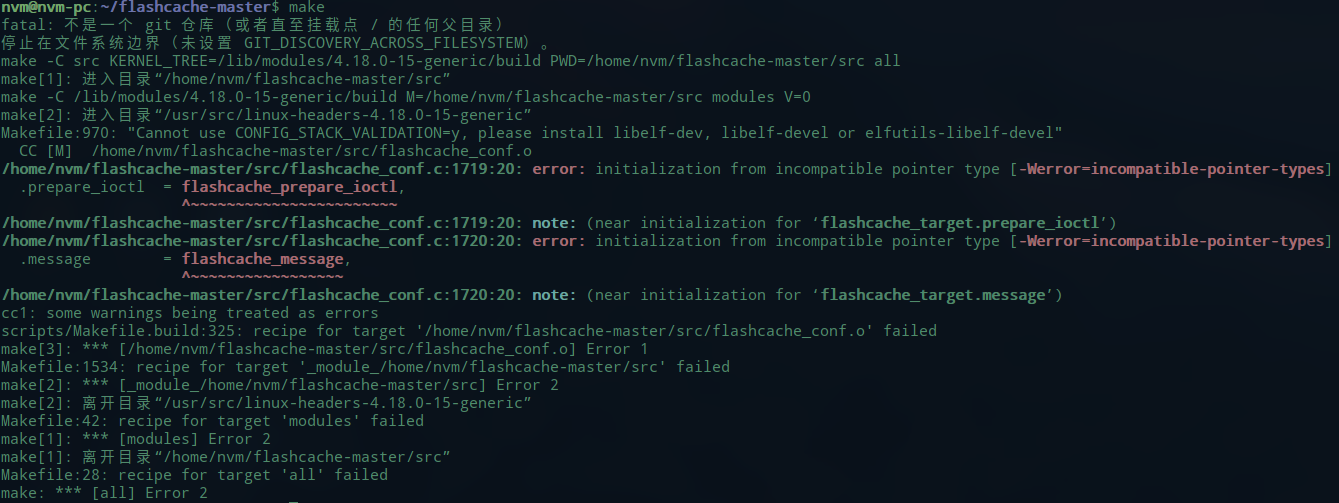 nvm@nvm-pc:~/flashcache-master$ make
fatal: 不是一个 git 仓库（或者直至挂载点 / 的任何父目录）
停止在文件系统边界（未设置 GIT_DISCOVERY_ACROSS_FILESYSTEM）。
make -C src KERNEL_TREE=/lib/modules/4.18.0-15-generic/build PWD=/home/nvm/flashcache-master/src all
make[1]: 进入目录“/home/nvm/flashcache-master/src”
make -C /lib/modules/4.18.0-15-generic/build M=/home/nvm/flashcache-master/src modules V=0
make[2]: 进入目录“/usr/src/linux-headers-4.18.0-15-generic”
Makefile:970: "Cannot use CONFIG_STACK_VALIDATION=y, please install libelf-dev, libelf-devel or elfutils-libelf-devel"
  CC [M]  /home/nvm/flashcache-master/src/flashcache_conf.o
/home/nvm/flashcache-master/src/flashcache_conf.c:1719:20: error: initialization from incompatible pointer type [-Werror=incompatible-pointer-types]
  .prepare_ioctl  = flashcache_prepare_ioctl,
                    ^~~~~~~~~~~~~~~~~~~~~~~~
/home/nvm/flashcache-master/src/flashcache_conf.c:1719:20: note: (near initialization for ‘flashcache_target.prepare_ioctl’)
/home/nvm/flashcache-master/src/flashcache_conf.c:1720:20: error: initialization from incompatible pointer type [-Werror=incompatible-pointer-types]
  .message        = flashcache_message,
                    ^~~~~~~~~~~~~~~~~~
/home/nvm/flashcache-master/src/flashcache_conf.c:1720:20: note: (near initialization for ‘flashcache_target.message’)
cc1: some warnings being treated as errors
scripts/Makefile.build:325: recipe for target '/home/nvm/flashcache-master/src/flashcache_conf.o' failed
make[3]: *** [/home/nvm/flashcache-master/src/flashcache_conf.o] Error 1
Makefile:1534: recipe for target '_module_/home/nvm/flashcache-master/src' failed
make[2]: *** [_module_/home/nvm/flashcache-master/src] Error 2
make[2]: 离开目录“/usr/src/linux-headers-4.18.0-15-generic”
Makefile:42: recipe for target 'modules' failed
make[1]: *** [modules] Error 2
make[1]: 离开目录“/home/nvm/flashcache-master/src”
Makefile:28: recipe for target 'all' failed
make: *** [all] Error 2